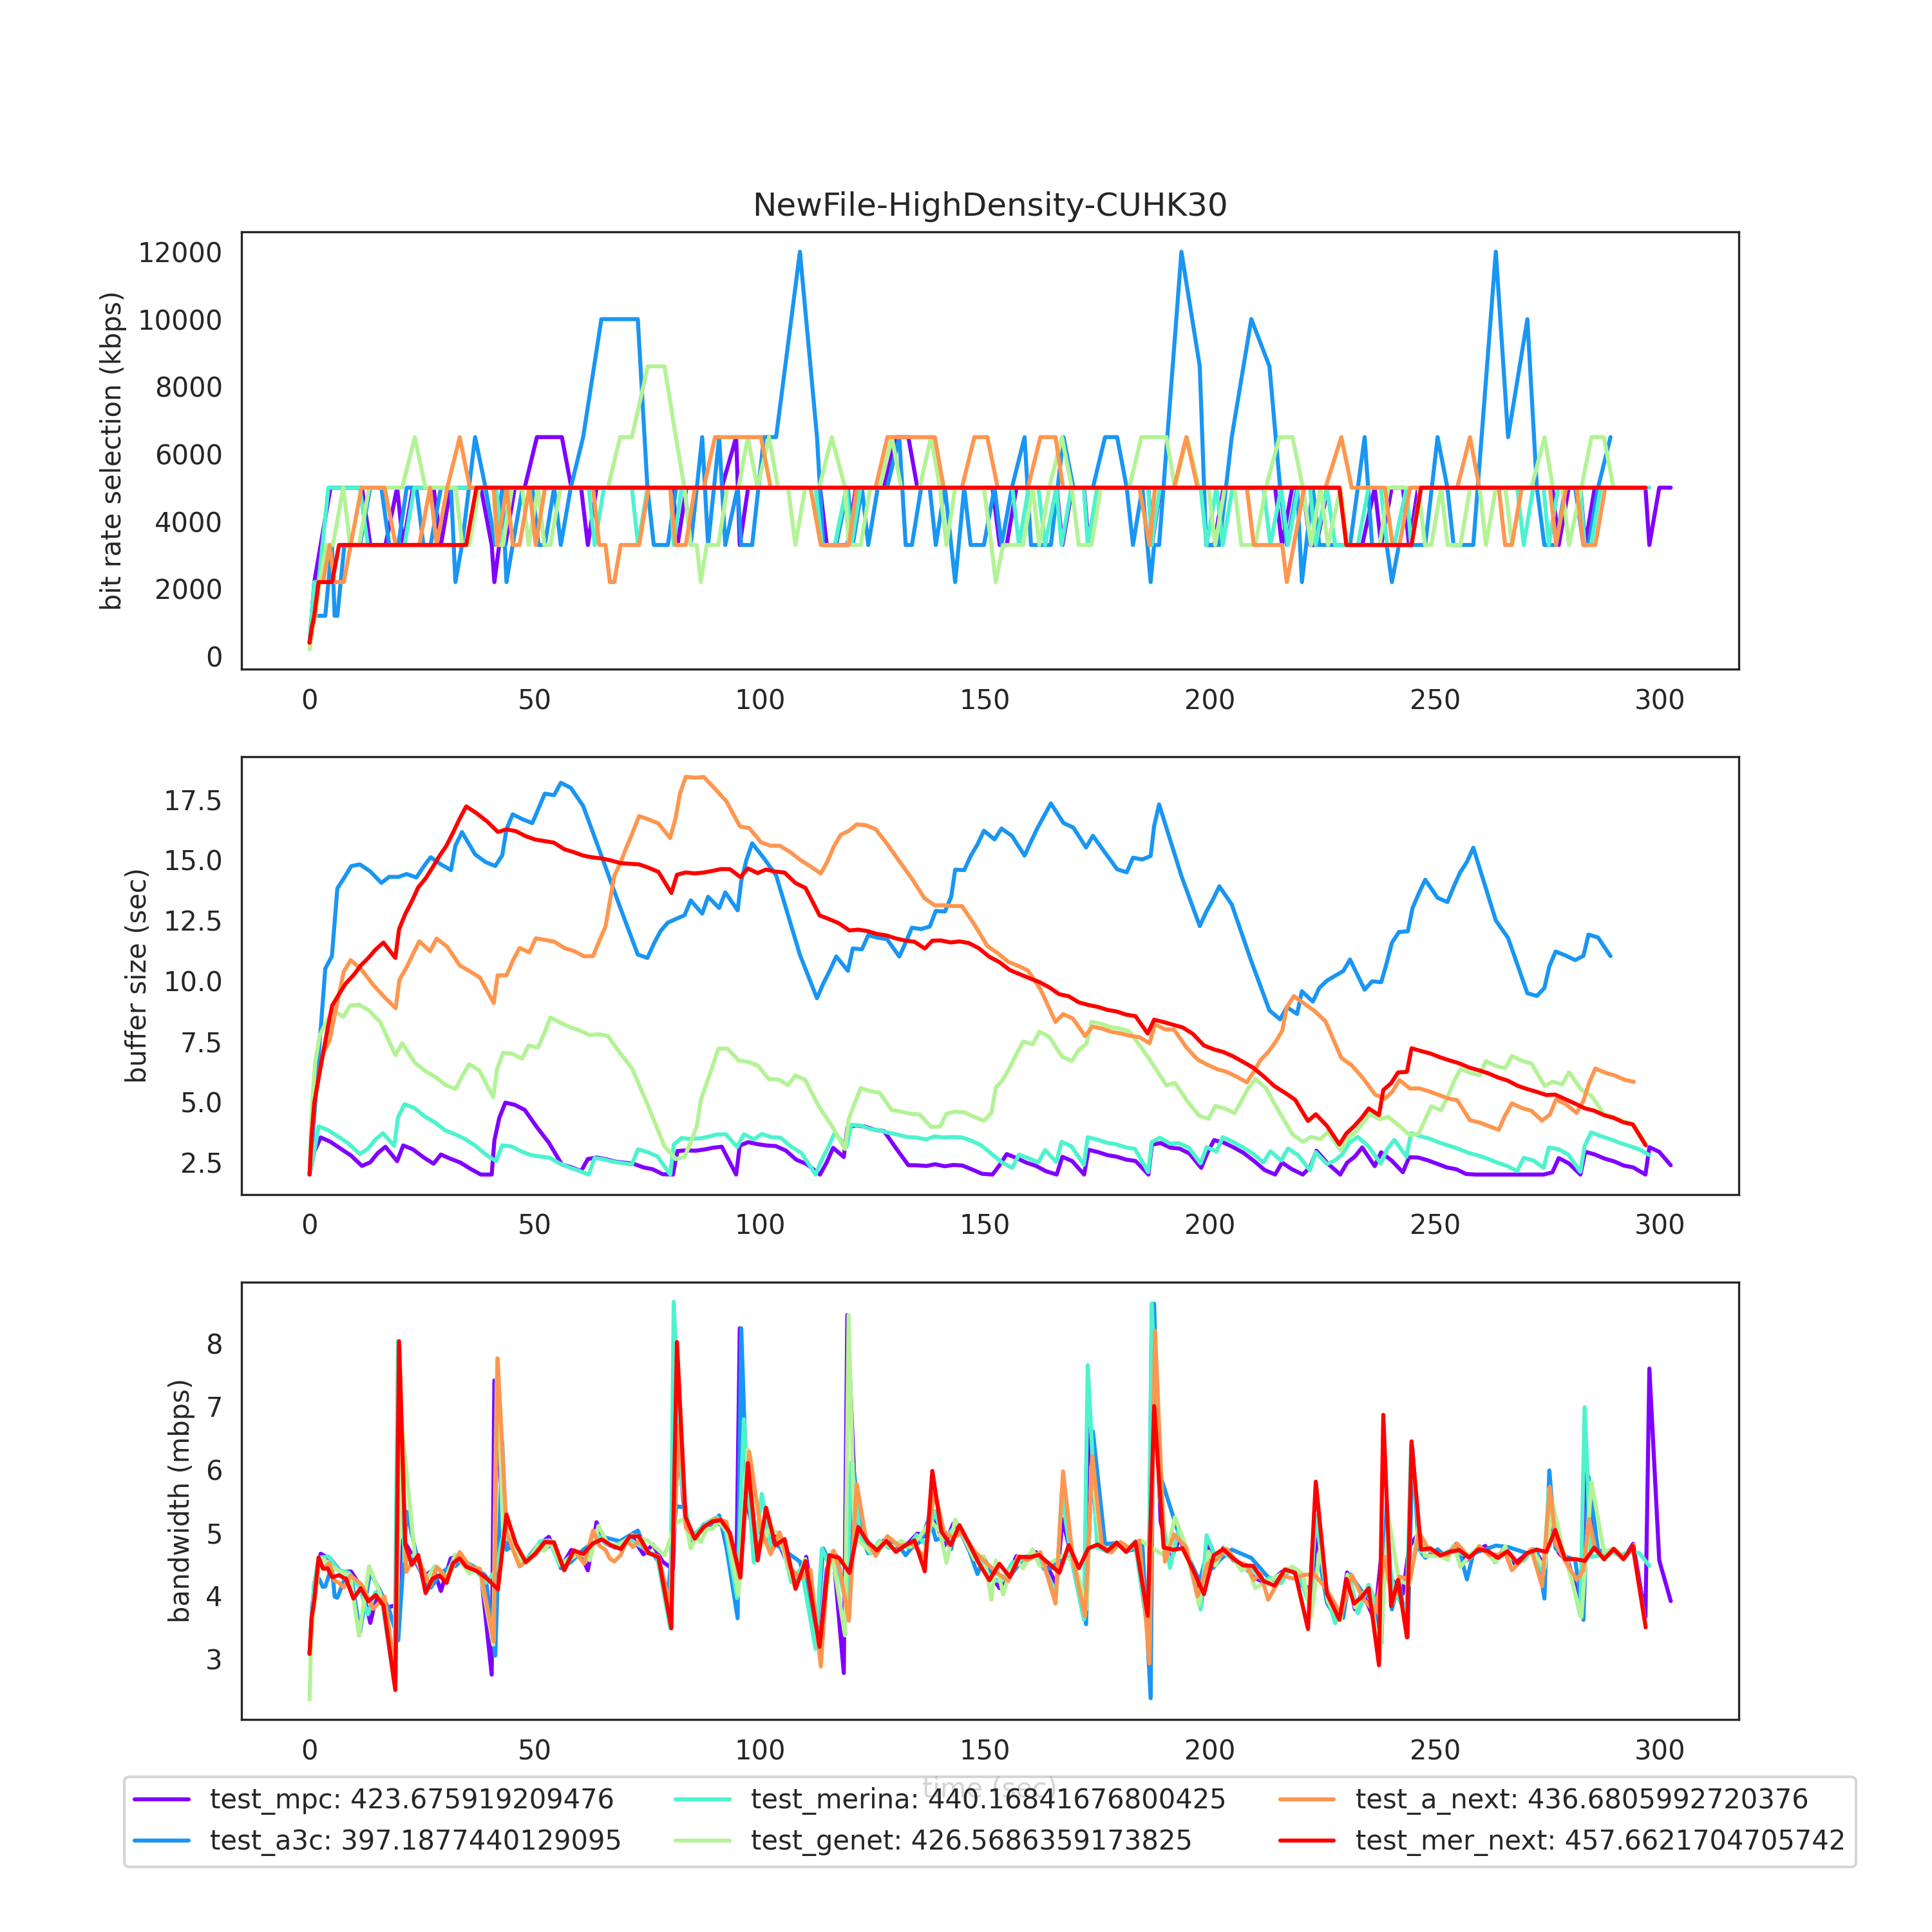 NewFile-HighDensity-CUHK30
bit rate selection (kbps)
12000
10000
8000
6000
4000
2000
0
0 50 100 150 200 250 300
buffer size (sec)
17.5
15.0
12.5
10.0
7.5
5.0
2.5
0 50 100 150 200 250 300
bandwidth (mbps)
8
7
6
5
4
3
0 50 100 150 200 250 300
time (sec)
test_mpc: 423.675919209476 test_merina: 440.16841676800425 test_a_next: 436.6805992720376
test_a3c: 397.1877440129095 test_genet: 426.5686359173825 test_mer_next: 457.6621704705742